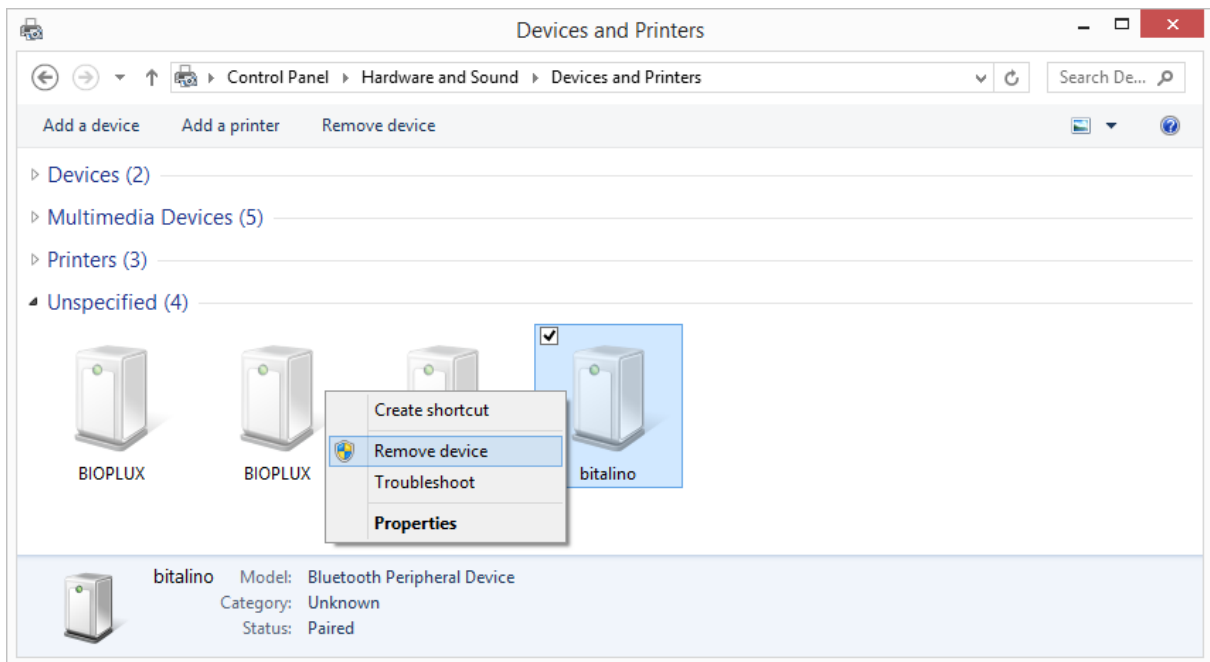 Devices and Printers
Control Panel Hardware and Sound Devices and Printers Search De...
Add a device Add a printer Remove device
Devices (2)
Multimedia Devices (5)
Printers (3)
Unspecified (4)
Create shortcut
Remove device
Troubleshoot
Properties
BIOPLUX BIOPLUX bitalino
bitalino Model: Bluetooth Peripheral Device
Category: Unknown
Status: Paired